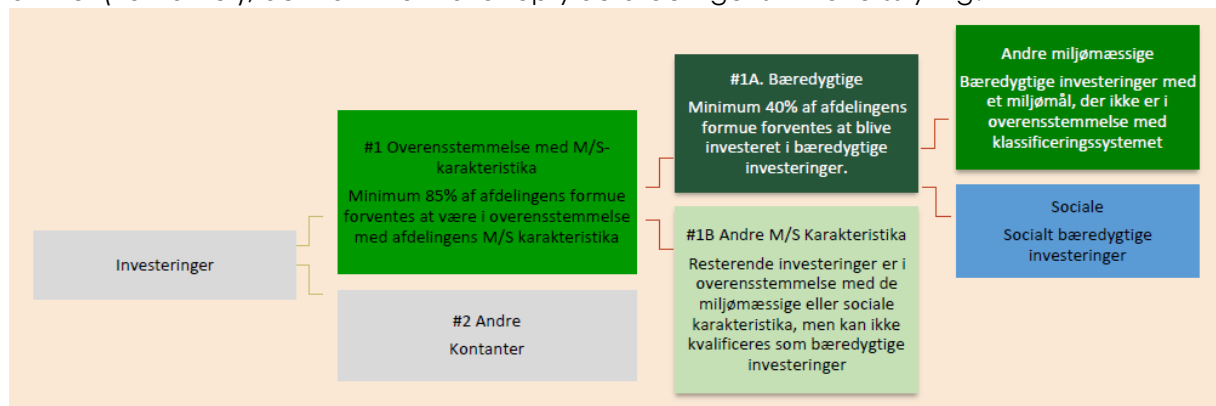 Investeringer
#1 Overensstemmelse med M/S-
karakteristika
Minimum 85% af afdelingens formue
forventes at være i overensstemmelse
med afdelingens M/S karakteristika
#2 Andre
Kontanter
#1A. Bæredygtige
Minimum 40% af afdelingens
formue forventes at blive
investeret i bæredygtige
investeringer.
#1B Andre M/S Karakteristika
Resterende investeringer er i
overensstemmelse med de
miljømæssige eller sociale
karakteristika, men kan ikke
kvalificeres som bæredygtige
investeringer
Andre miljømæssige
Bæredygtige investeringer med
et miljømål, der ikke er i
overensstemmelse med
klassificeringssystemet
Sociale
Socialt bæredygtige
investeringer